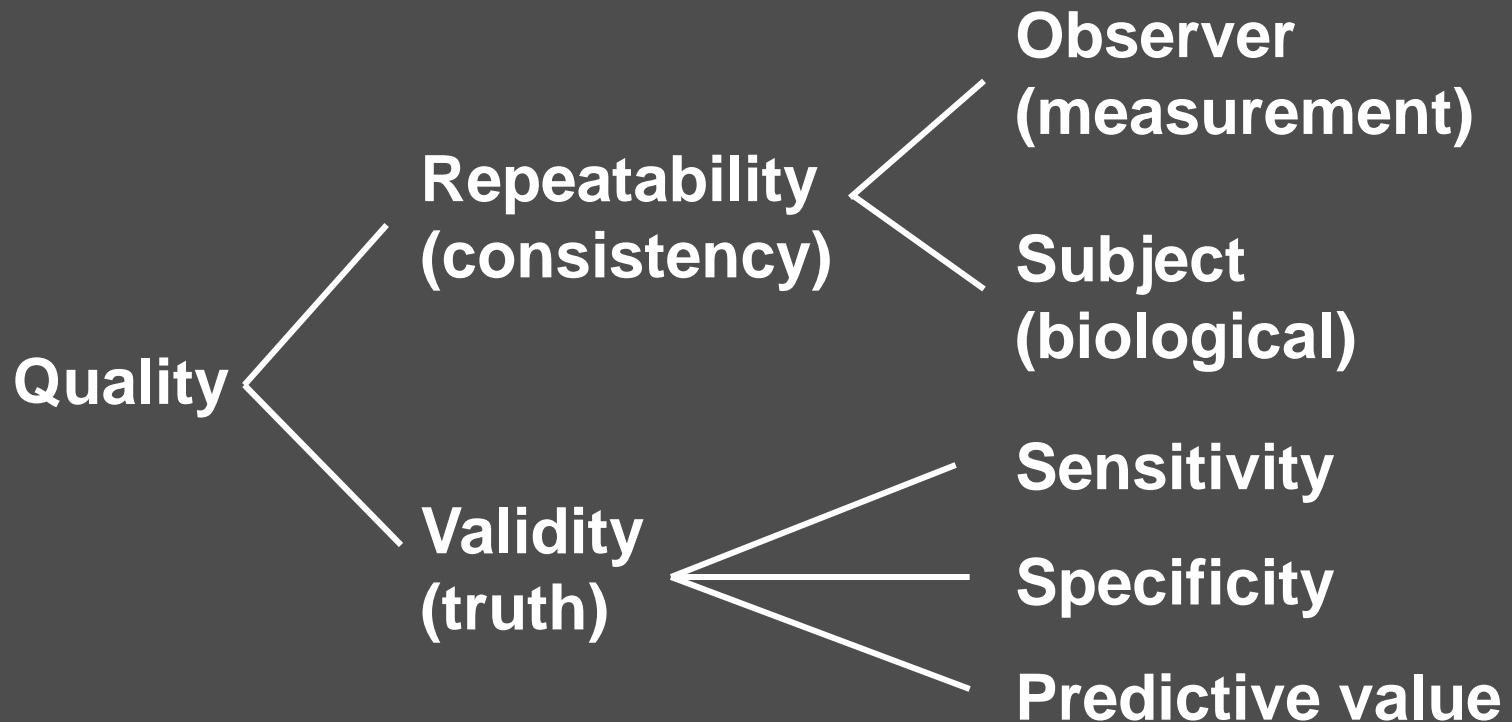 Observer
(measurement)
Repeatability
(consistency)
Subject
(biological)
Quality
Sensitivity
Validity
(truth)
Specificity
Predictive value